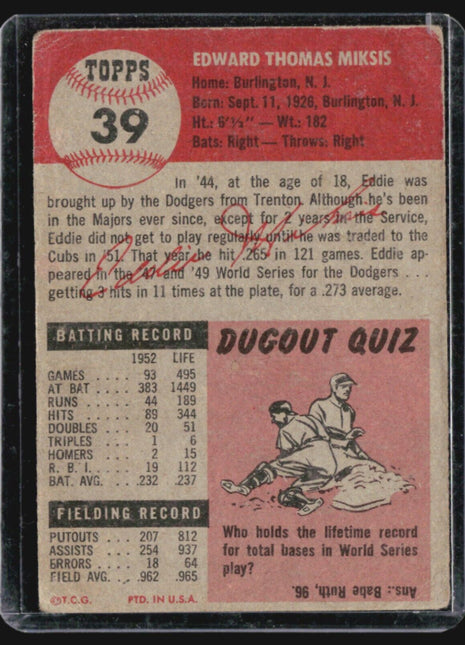 TOPPS
39
EDWARD THOMAS MIKSIS
Home: Burlington, N. J.
Born: Sept. 11, 1926, Burlington, N. J.
Ht.: 6'½" — Wt.: 182
Bats: Right — Throws: Right
In '44, at the age of 18, Eddie was
brought up by the Dodgers fron Trenton. Although he's been
in the Majors ever since, except for 2 years in the Service,
Eddie did not get to play regularly until he was traded to the
Cubs in '51. That year he hit .265 in 121 games. Eddie ap-
peared in the '47 and '49 World Series for the Dodgers . . .
getting 3 hits in 11 times at the plate, for a .273 average.
Eddie Miksis
BATTING RECORD
1952 LIFE
GAMES . . . . 93 495
AT BAT . . . . 383 1449
RUNS . . . . . 44 189
HITS . . . . . 89 344
DOUBLES . . . 20 51
TRIPLES . . . 1 6
HOMERS . . . 2 15
R. B. I. . . . . 19 112
BAT. AVG. . . .232 .237
FIELDING RECORD
PUTOUTS . . 207 812
ASSISTS . . . 254 937
ERRORS . . . 18 64
FIELD AVG. . .962 .965
©T.C.G. PTD. IN U.S.A.
DUGOUT QUIZ
Who holds the lifetime record
for total bases in World Series
play?
Ans.: Babe Ruth, 96.